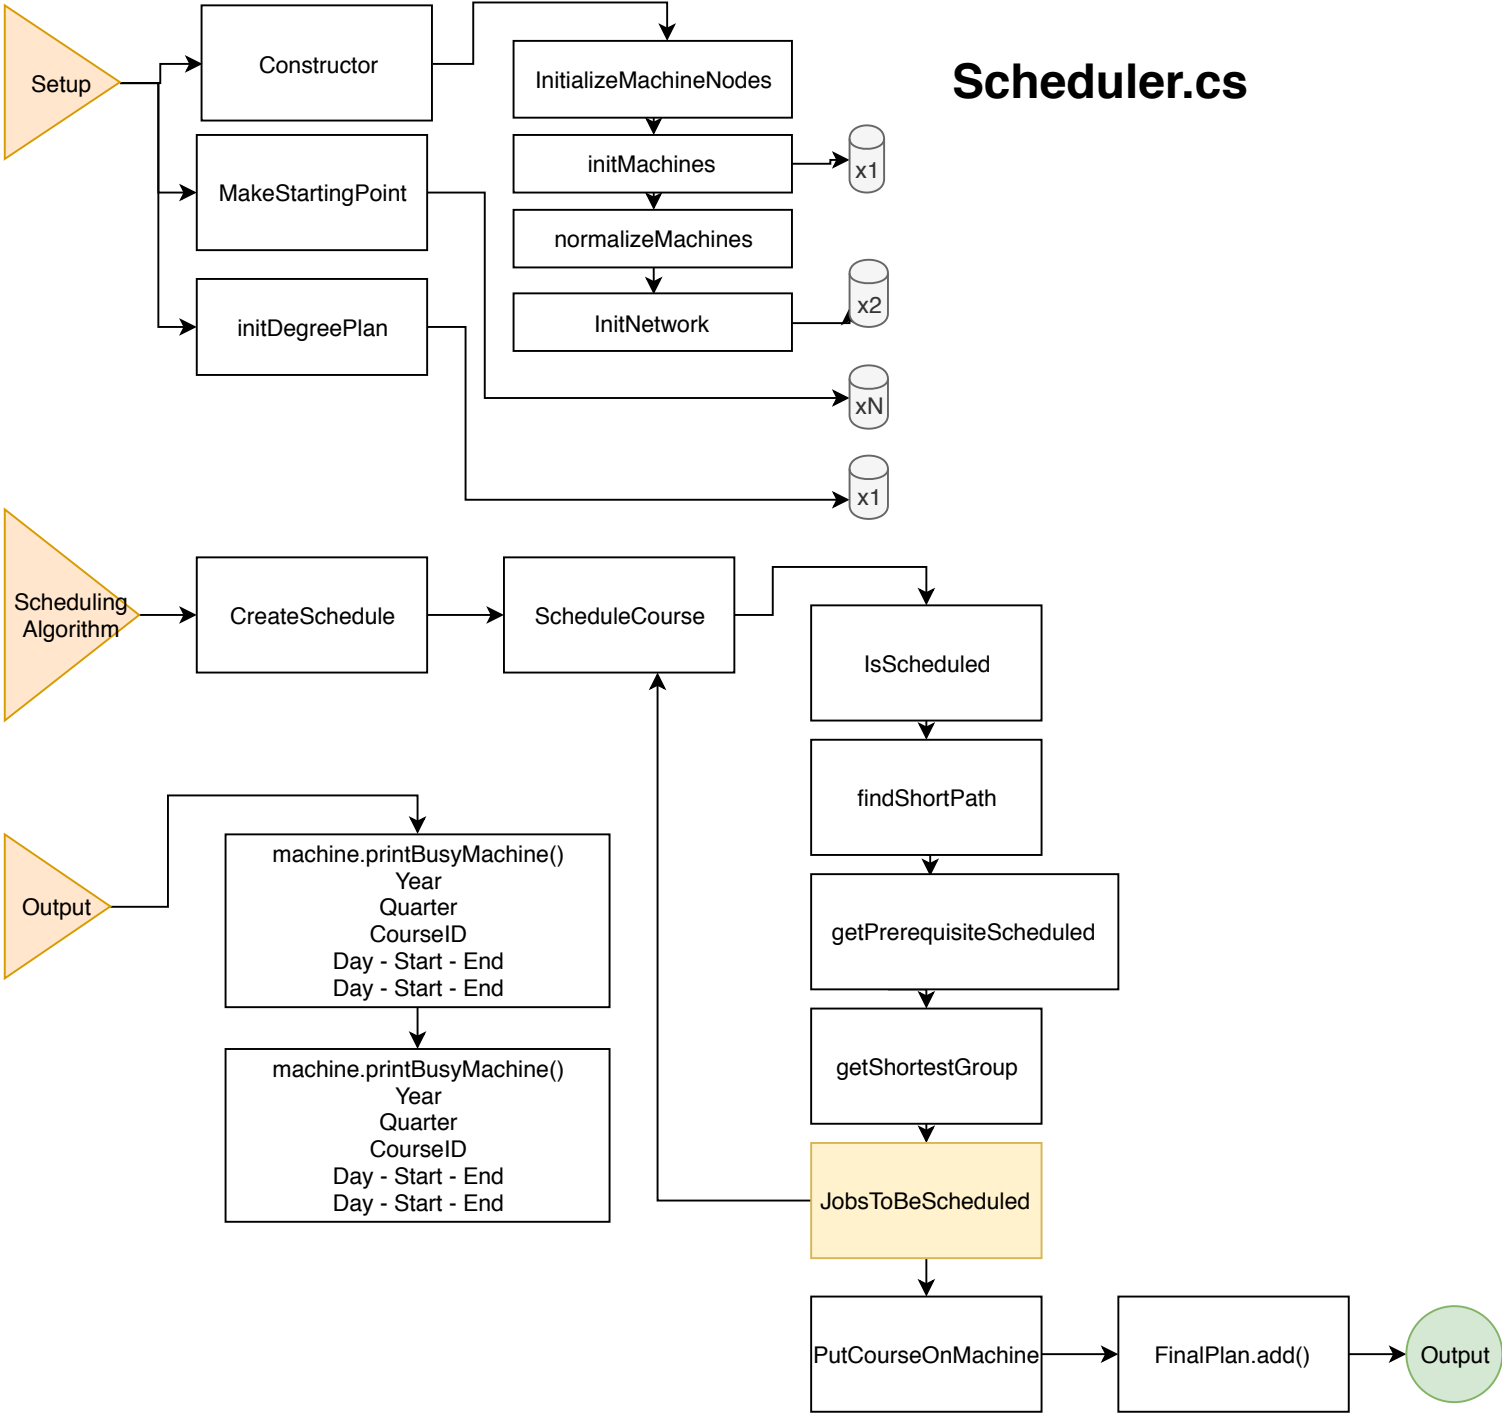 Scheduler.cs
Setup
Constructor
MakeStartingPoint
initDegreePlan
InitializeMachineNodes
initMachines
normalizeMachines
InitNetwork
x1
x2
xN
x1
Scheduling
Algorithm
CreateSchedule
ScheduleCourse
IsScheduled
findShortPath
getPrerequisiteScheduled
getShortestGroup
JobsToBeScheduled
PutCourseOnMachine
FinalPlan.add()
Output
Output
machine.printBusyMachine()
Year
Quarter
CourseID
Day - Start - End
Day - Start - End
machine.printBusyMachine()
Year
Quarter
CourseID
Day - Start - End
Day - Start - End